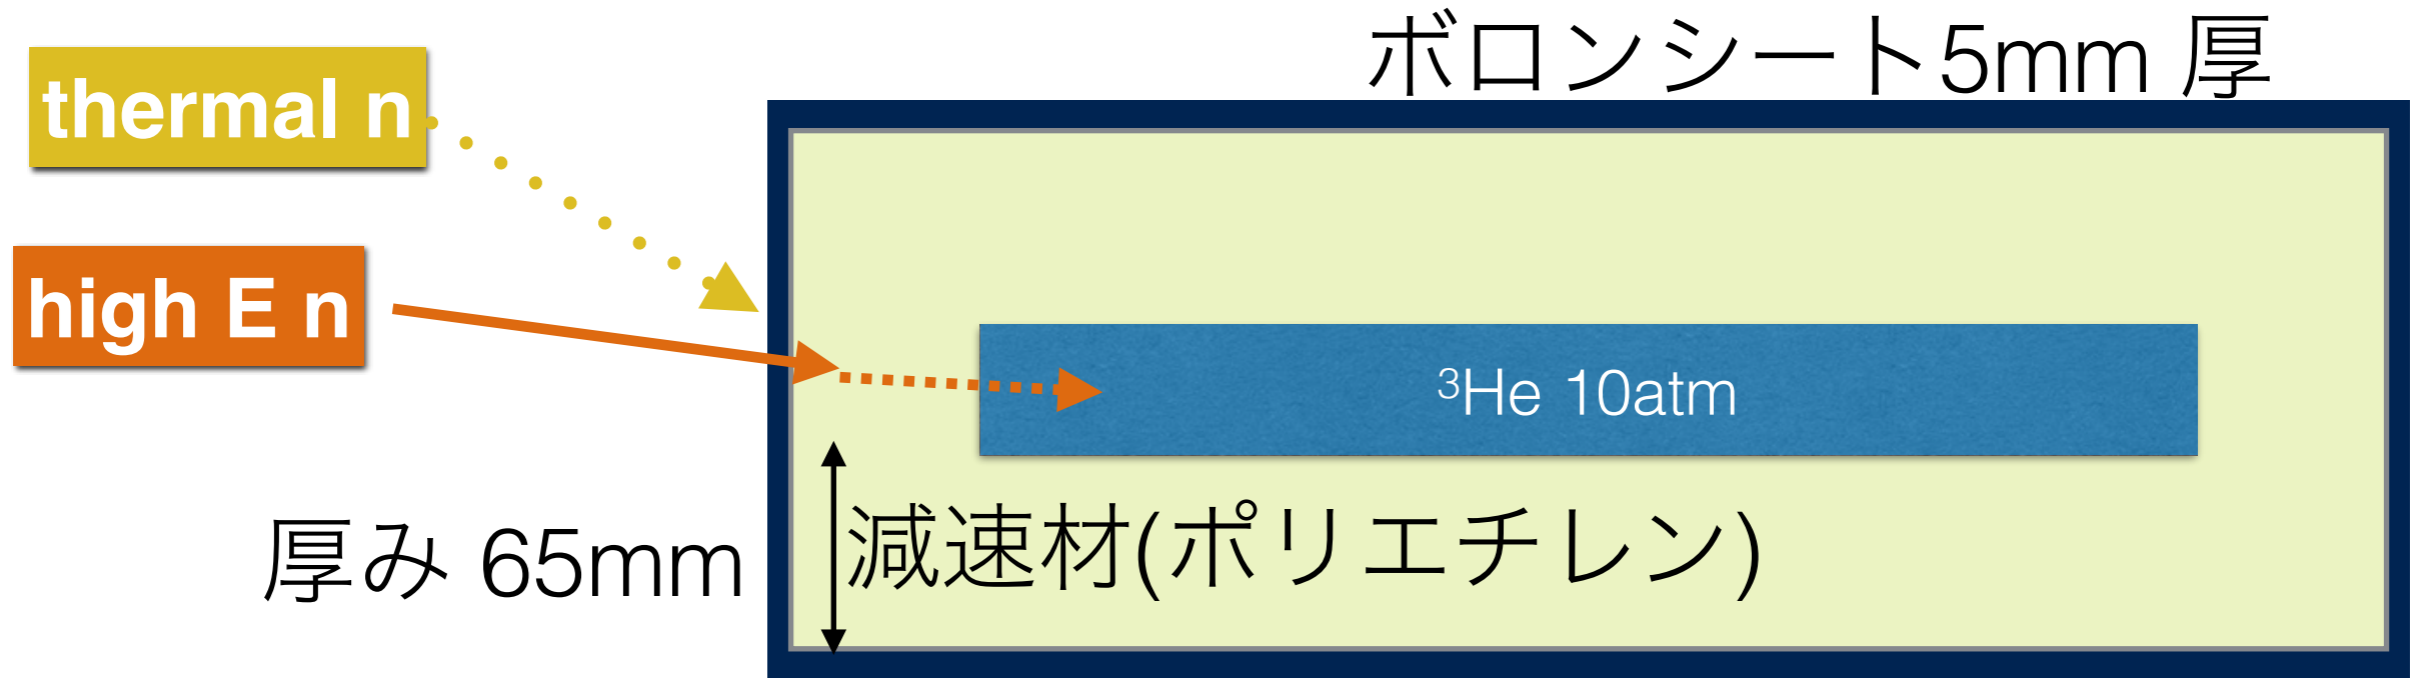 ボロンシート5mm 厚
thermal n
high E n
³He 10atm
厚み 65mm
減速材(ポリエチレン)